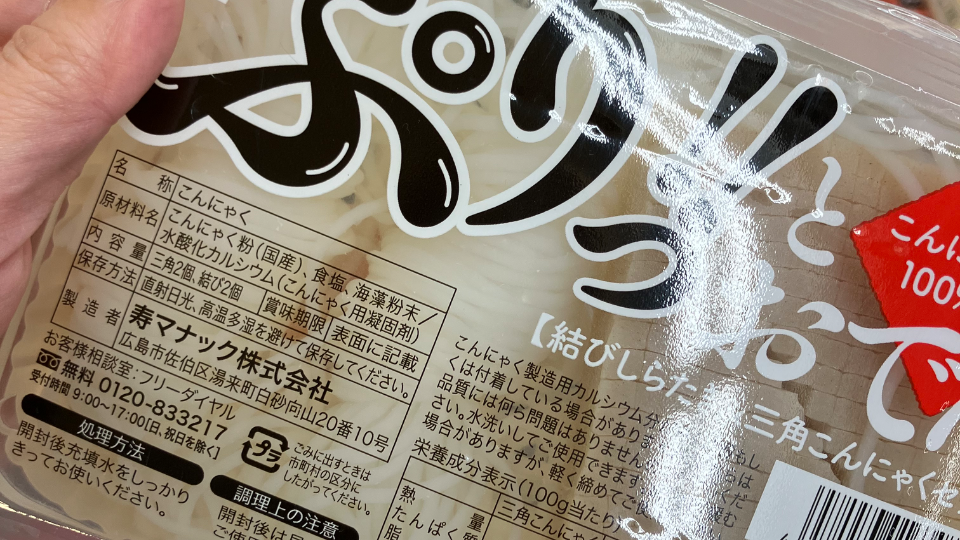 ぷりっ
と
おで
こん
100%
【結びしらた
三角こんにゃくセ
名称 こんにゃく
原材料名 こんにゃく粉(国産)、食塩、海藻粉末／
水酸化カルシウム(こんにゃく用凝固剤)
内容量 三角2個、結び2個 賞味期限 表面に記載
保存方法 直射日光、高温多湿を避けて保存してください。
製造者 寿マナック株式会社
広島市佐伯区湯来町日砂向山20番10号
お客様相談室:フリーダイヤル
無料 0120-833217
受付時間 9:00~17:00[日、祝日を除く]
処理方法
開封後充填水をしっかり
きってお使いください。
プラ
ごみに出すときは
市町村の区分に
したがってください。
調理上の注意
開封後は
ご使
こんにゃく製造用カルシウム分
くは付着している場合が
品質には何ら問題はありません
さい。水洗いしてご使用できます
場合がありますが、軽く締めてご使
栄養成分表示(100g当たり
三角こんにゃ
熱量
たんぱく質
脂